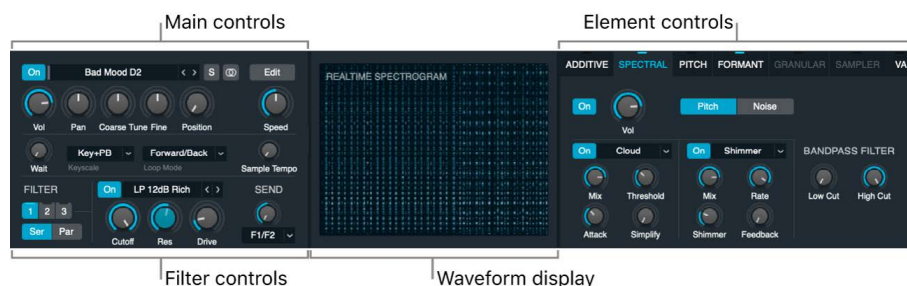 Main controls
Element controls
On Bad Mood D2 < > S Edit
Vol Pan Coarse Tune Fine Position Speed
Wait Key+PB Forward/Back
Keyscale Loop Mode Sample Tempo
FILTER On LP 12dB Rich < > SEND
1 2 3
Ser Par
Cutoff Res Drive F1/F2
REALTIME SPECTROGRAM
ADDITIVE SPECTRAL PITCH FORMANT GRANULAR SAMPLER VA
On Vol Pitch Noise
On Cloud On Shimmer BANDPASS FILTER
Mix Threshold Mix Rate Low Cut High Cut
Attack Simplify Shimmer Feedback
Filter controls
Waveform display